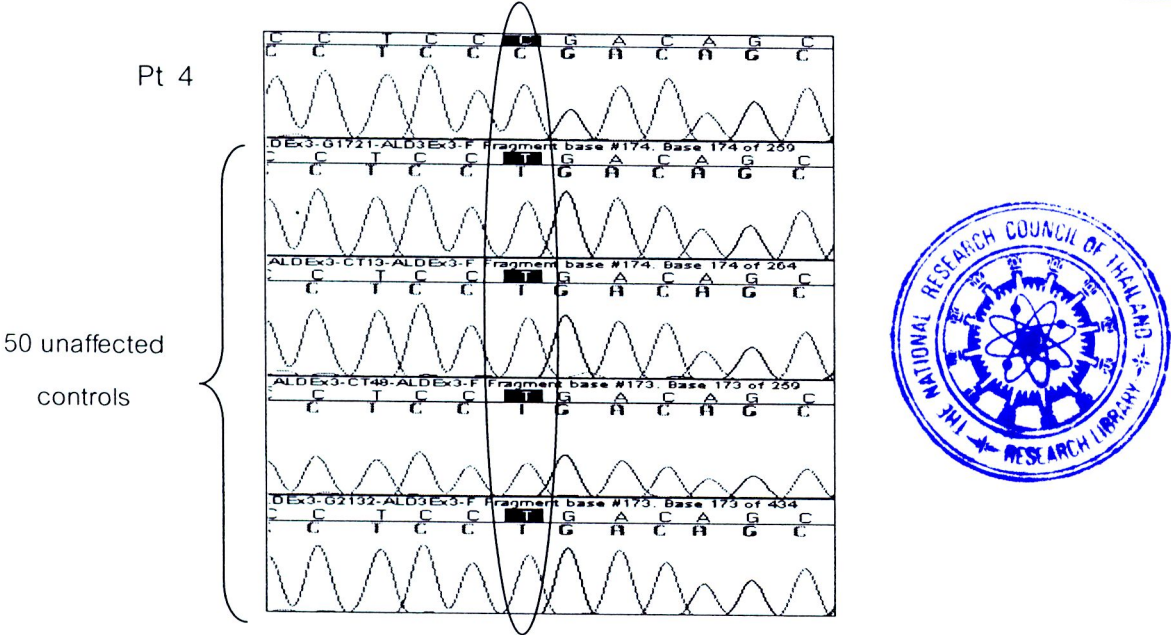 Pt 4
C C T C C C G A C A G C
C C T C C C G A C A G C
DEx3-G1721-ALD3Ex3-F Fragment base #174. Base 174 of 259
C C T C C T G A C A G C
C T C C T G A C A G C
ALDEx3-CT13-ALDEx3-F Fragment base #174. Base 174 of 264
C C T C C T G A C A G C
C T C C T G A C A G C
ALDEx3-CT48-ALDEx3-F Fragment base #173. Base 173 of 259
C T C C T G A C A G C
C T C C T G A C A G C
DEx3-G2132-ALD3Ex3-F Fragment base #173. Base 173 of 434
C T C C T G A C A G C
C T C C T G A C A G C
50 unaffected
controls
THE NATIONAL RESEARCH COUNCIL OF THAILAND
RESEARCH LIBRARY